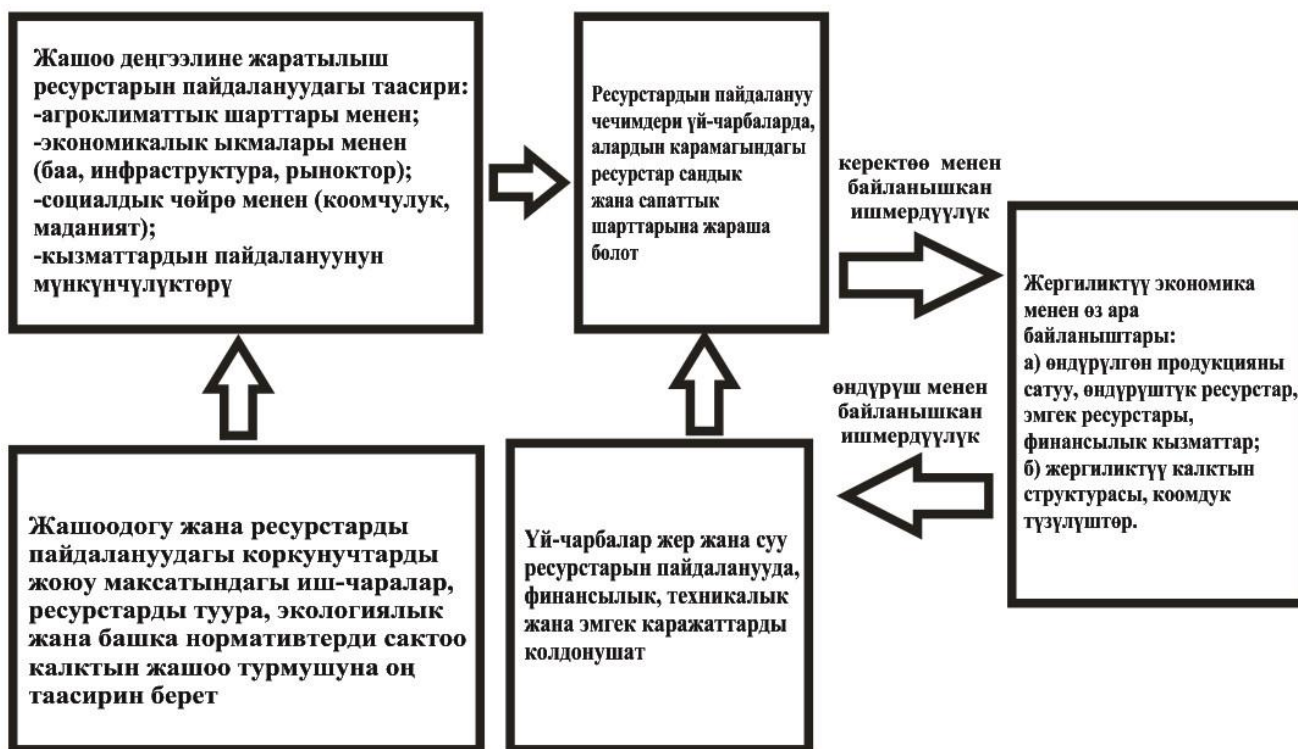 Жашоо деңгээлине жаратылыш
ресурстарын пайдалануудагы таасири:
-агроклиматтык шарттары менен;
-экономикалык ыкмалары менен
(баа, инфраструктура, рыноктор);
-социалдык чөйрө менен (коомчулук,
маданият);
-кызматтардын пайдалануунун
мүнкүнчүлүктөрү
Ресурстардын пайдалануу
чечимдери үй-чарбаларда,
алардын карамагындагы
ресурстар сандык
жана сапаттык
шарттарына жараша
болот
керектөө менен
байланышкан
ишмердүүлүк
Жергиликтүү экономика
менен өз ара
байланыштары:
а) өндүрүлгөн продукцияны
сатуу, өндүрүштүк ресурстар,
эмгек ресурстары,
финансылык кызматтар;
б) жергиликтүү калктын
структурасы, коомдук
түзүлүштөр.
өндүрүш менен
байланышкан
ишмердүүлүк
Жашоодогу жана ресурстарды
пайдалануудагы коркунучтарды
жоюу максатындагы иш-чаралар,
ресурстарды туура, экологиялык
жана башка нормативтерди сактоо
калктын жашоо турмушуна оң
таасирин берет
Үй-чарбалар жер жана суу
ресурстарын пайдаланууда,
финансылык, техникалык
жана эмгек каражаттарды
колдонушат